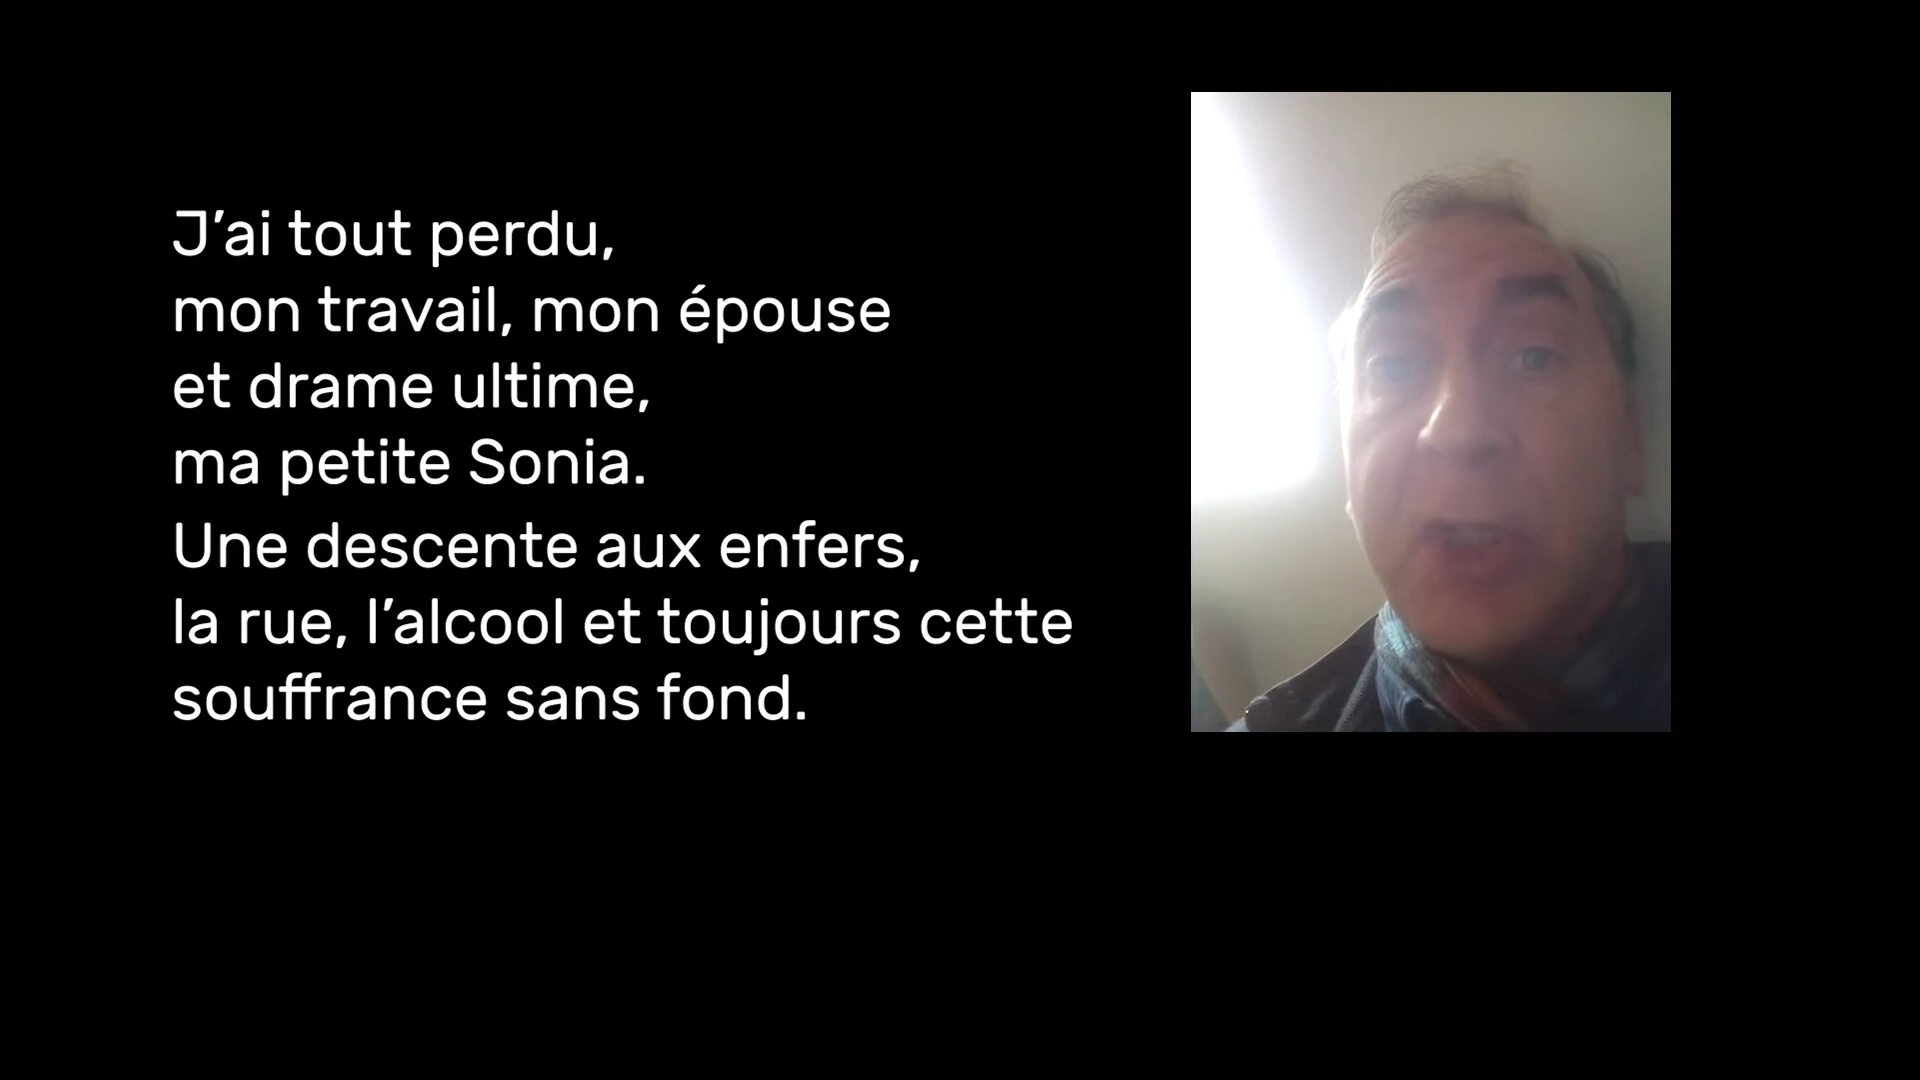 J’ai tout perdu,
mon travail, mon épouse
et drame ultime,
ma petite Sonia.
Une descente aux enfers,
la rue, l’alcool et toujours cette
souffrance sans fond.